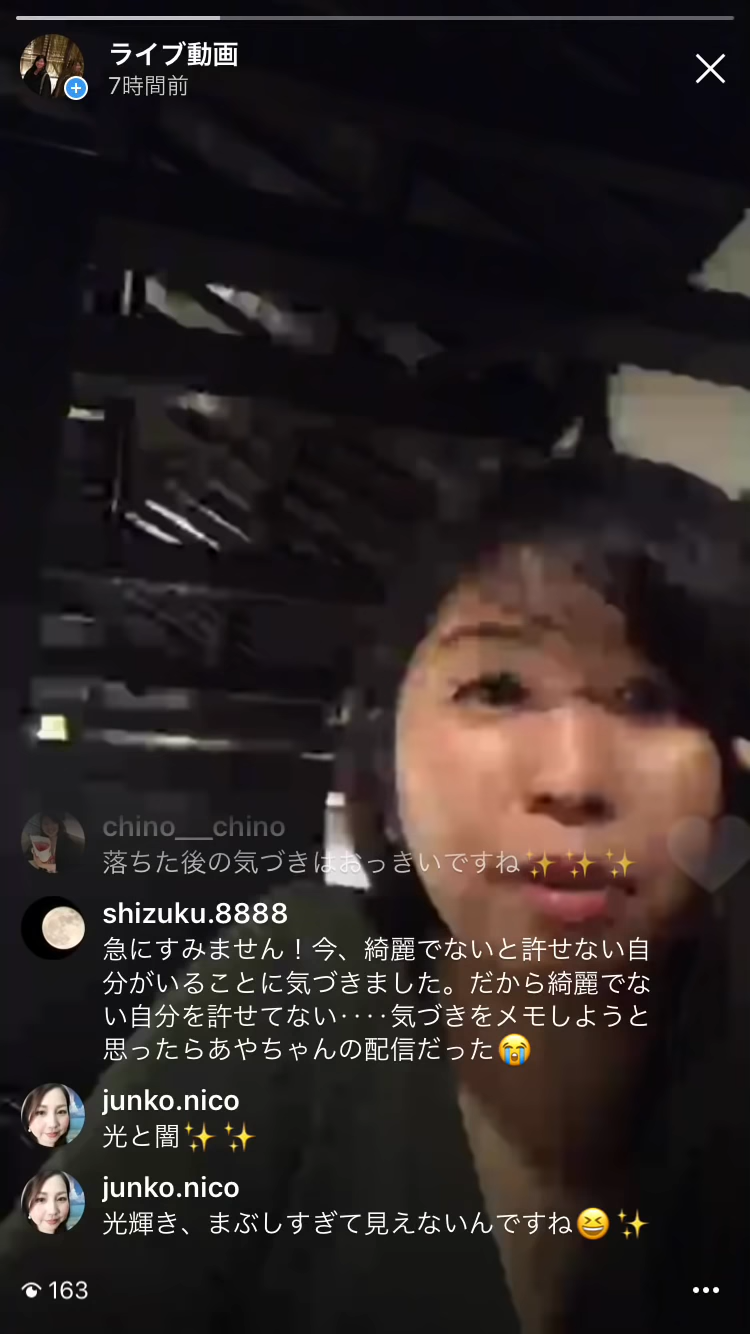 ライブ動画
7時間前
chino___chino
落ちた後の気づきはおっきいですね✨✨✨
shizuku.8888
急にすみません！今、綺麗でないと許せない自
分がいることに気づきました。だから綺麗でな
い自分を許せてない‥‥気づきをメモしようと
思ったらあやちゃんの配信だった😭
junko.nico
光と闇✨✨
junko.nico
光輝き、まぶしすぎて見えないんですね😆✨
163